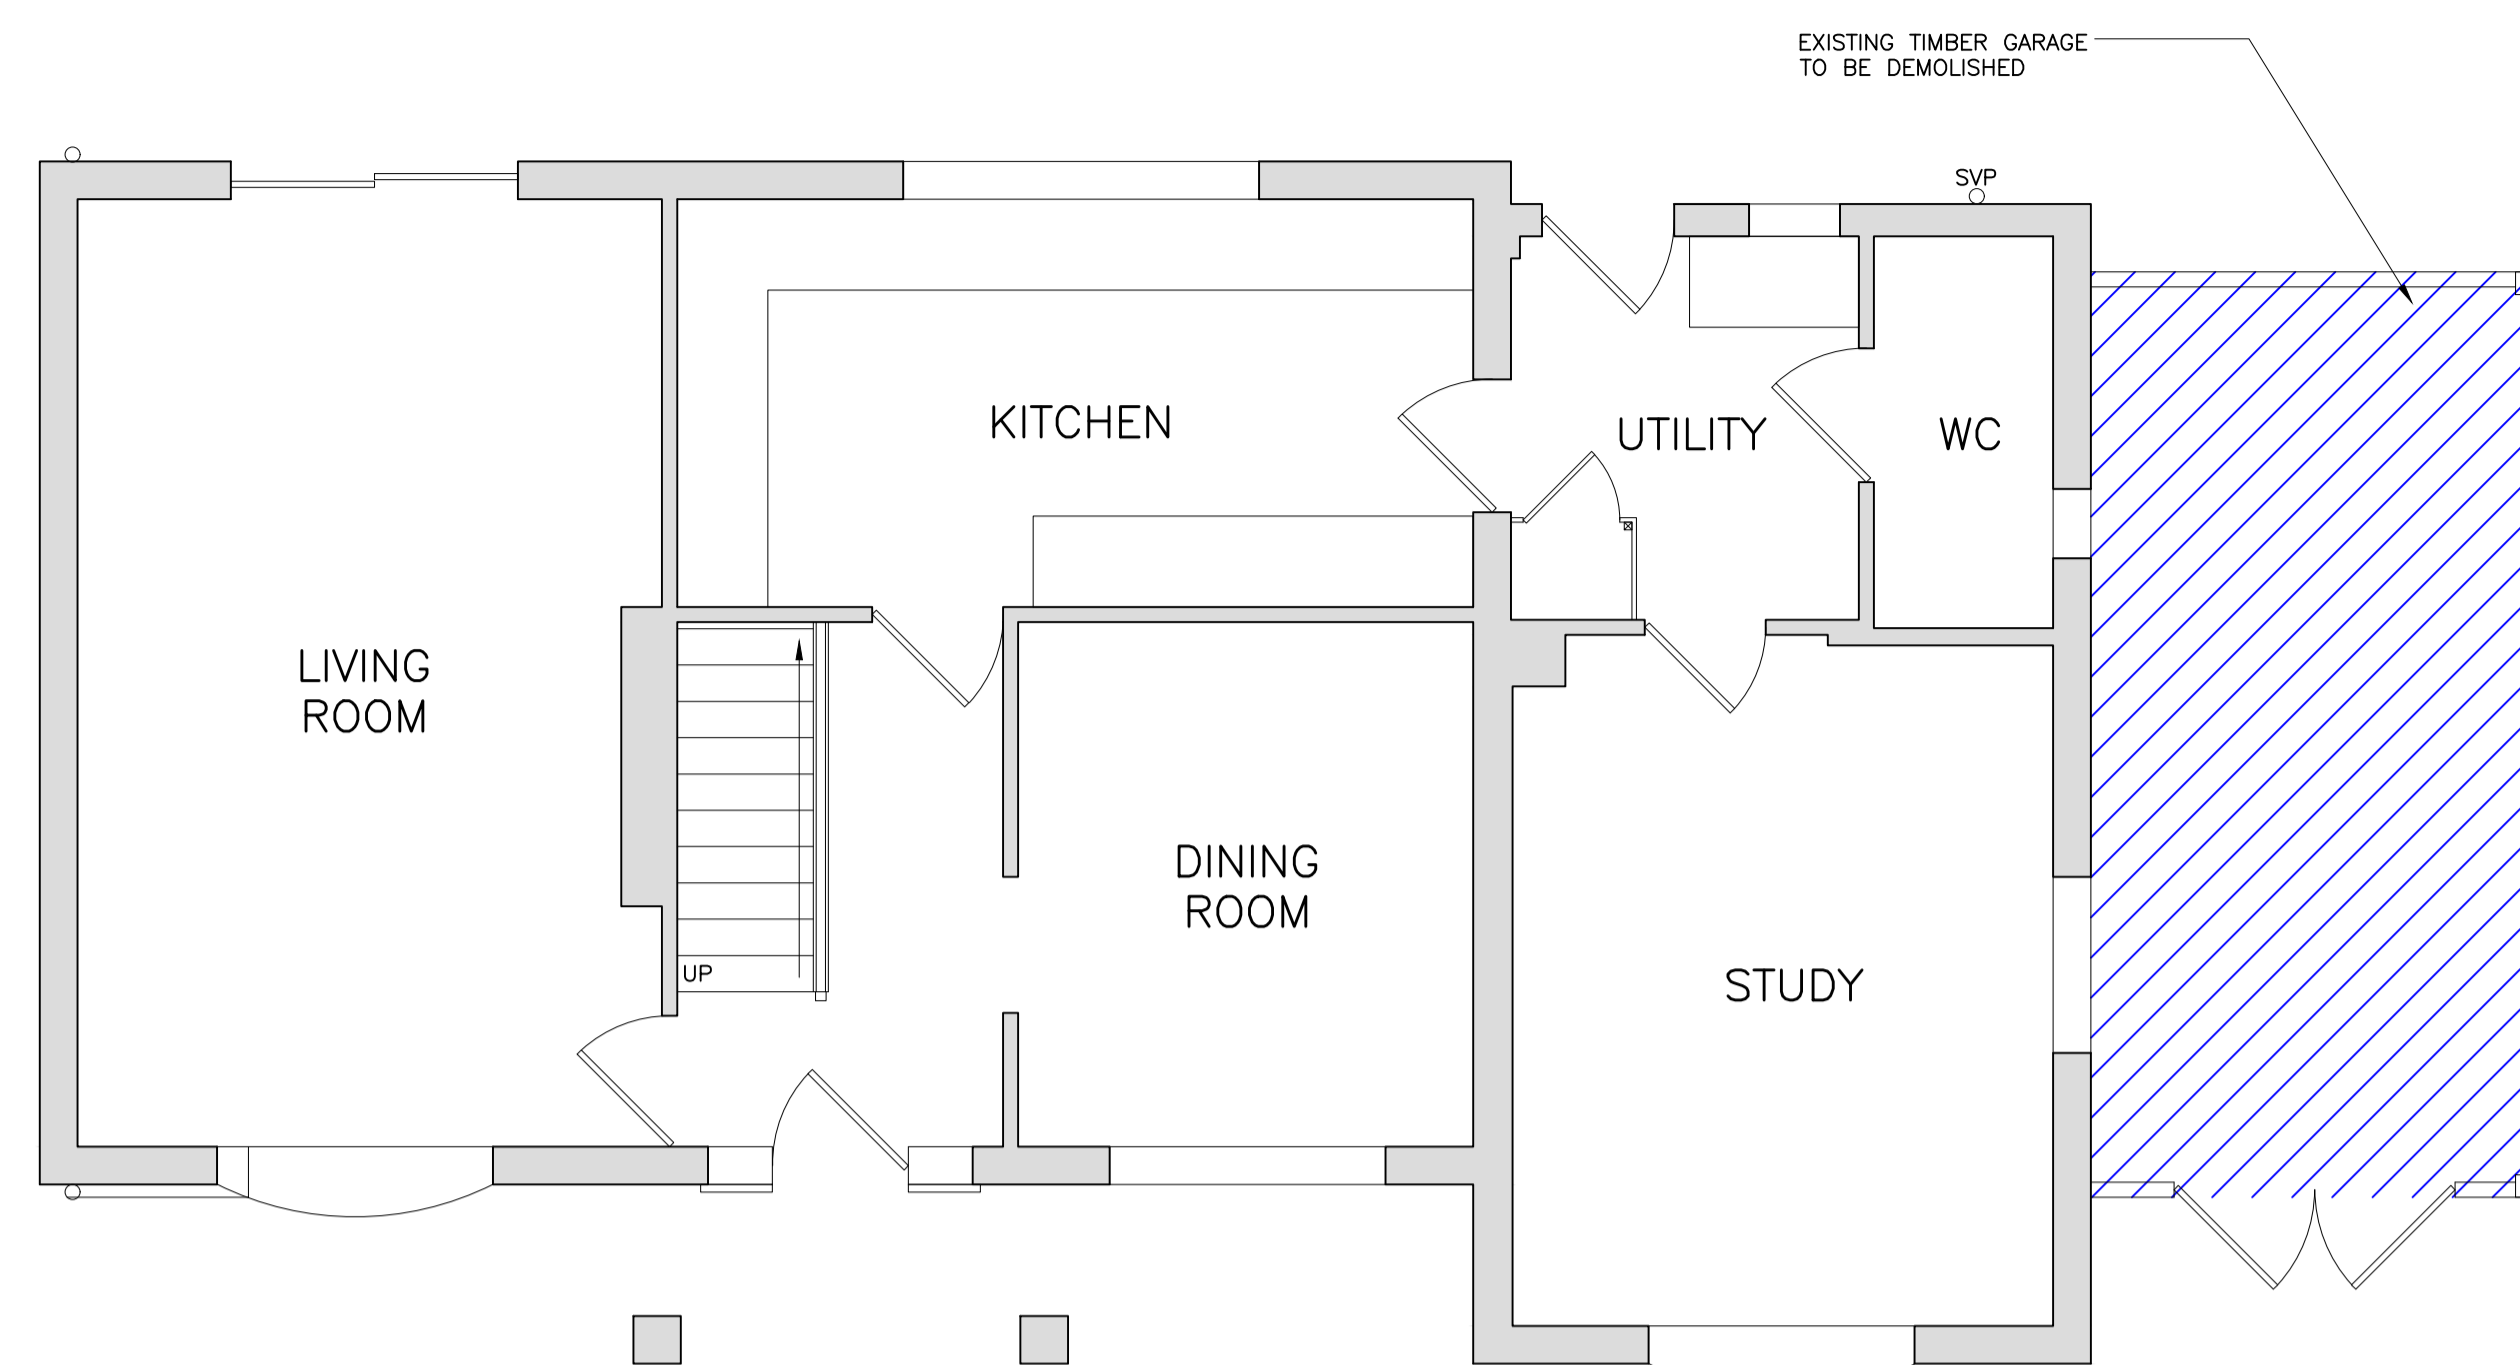 EXISTING TIMBER GARAGE
TO BE DEMOLISHED
SVP
KITCHEN
UTILITY
WC
LIVING
ROOM
DINING
ROOM
UP
STUDY